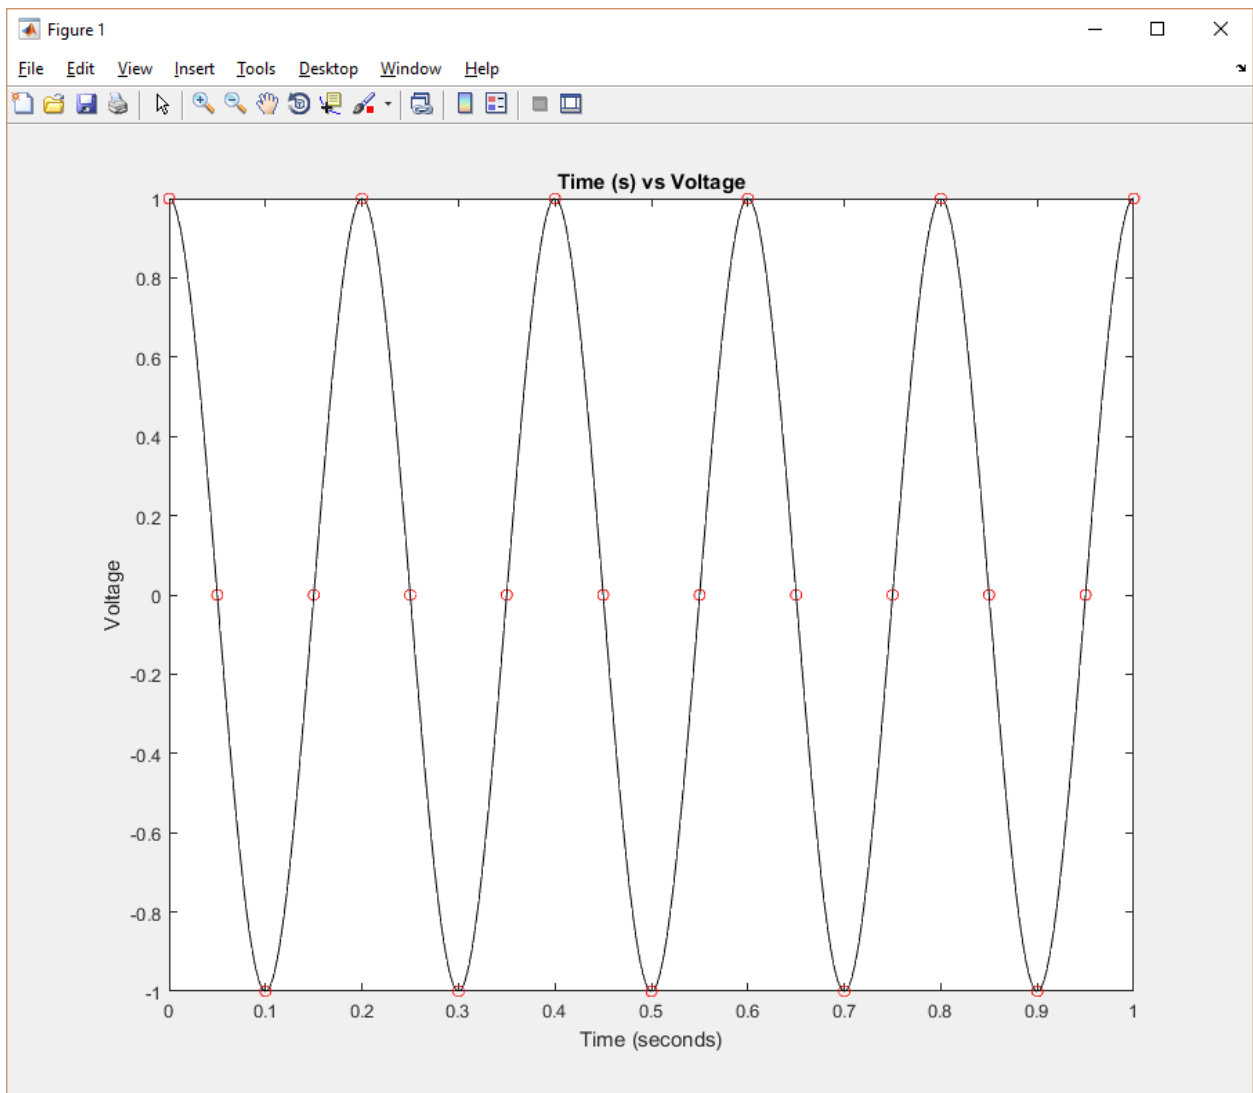 Figure 1
File Edit View Insert Tools Desktop Window Help
Time (s) vs Voltage
1
0.8
0.6
0.4
0.2
0
-0.2
-0.4
-0.6
-0.8
-1
Voltage
0 0.1 0.2 0.3 0.4 0.5 0.6 0.7 0.8 0.9 1
Time (seconds)